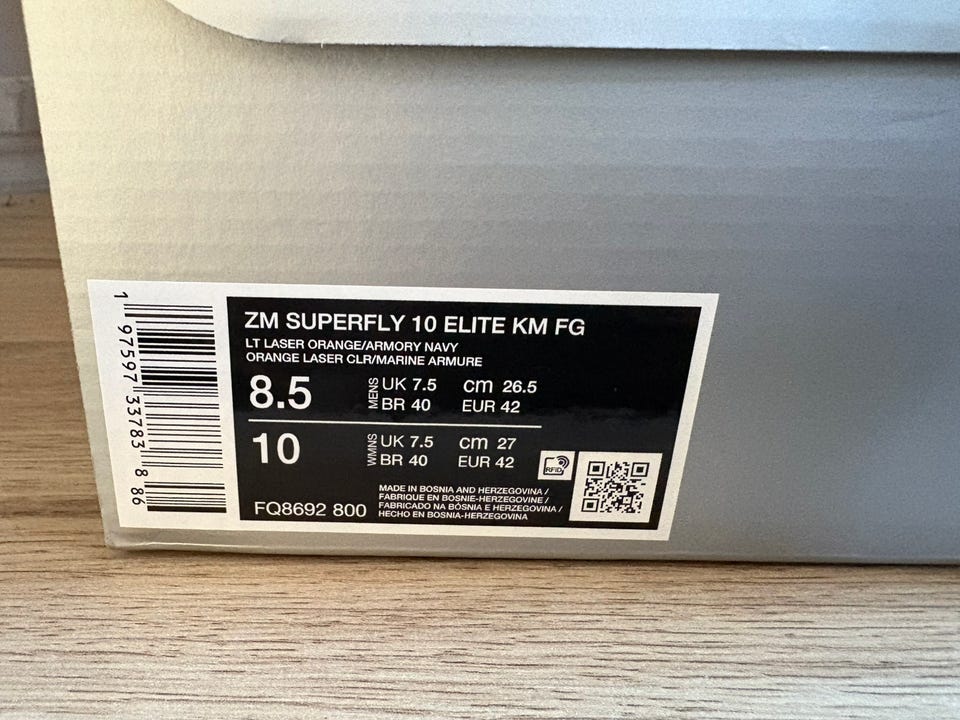 ZM SUPERFLY 10 ELITE KM FG
LT LASER ORANGE/ARMORY NAVY
ORANGE LASER CLR/MARINE ARMURE
8.5 MENS UK 7.5 cm 26.5
BR 40 EUR 42
10 WMNS UK 7.5 cm 27
BR 40 EUR 42
RFID
FQ8692 800
MADE IN BOSNIA AND HERZEGOVINA /
FABRIQUE EN BOSNIE-HERZEGOVINE /
FABRICADO NA BÓSNIA E HERZEGOVINA /
HECHO EN BOSNIA-HERZEGOVINA
1 97597 33783 8 86